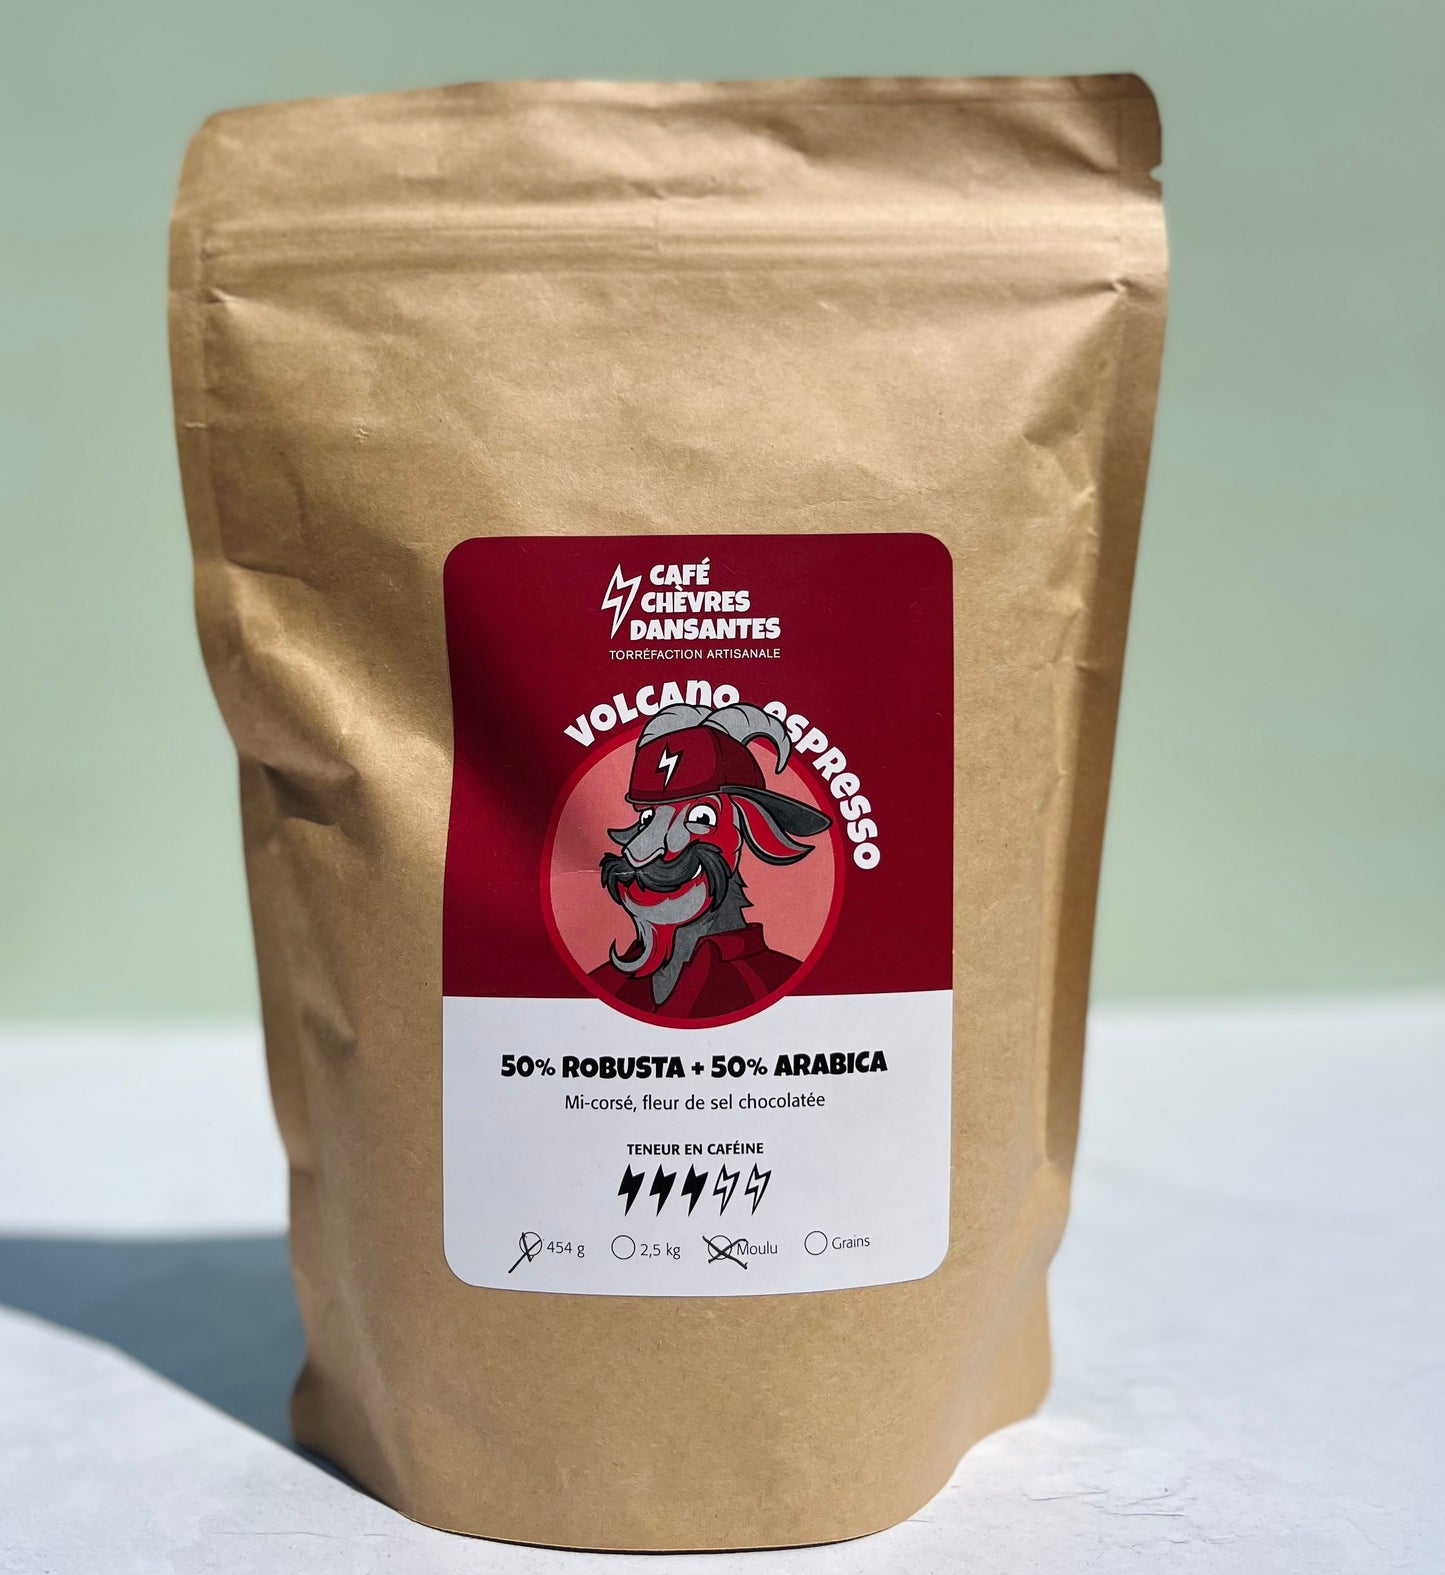 CAFÉ
CHÈVRES
DANSANTES
TORRÉFACTION ARTISANALE
VOLCANO espresso
50% ROBUSTA + 50% ARABICA
Mi-corsé, fleur de sel chocolatée
TENEUR EN CAFÉINE
454 g 2,5 kg Moulu Grains